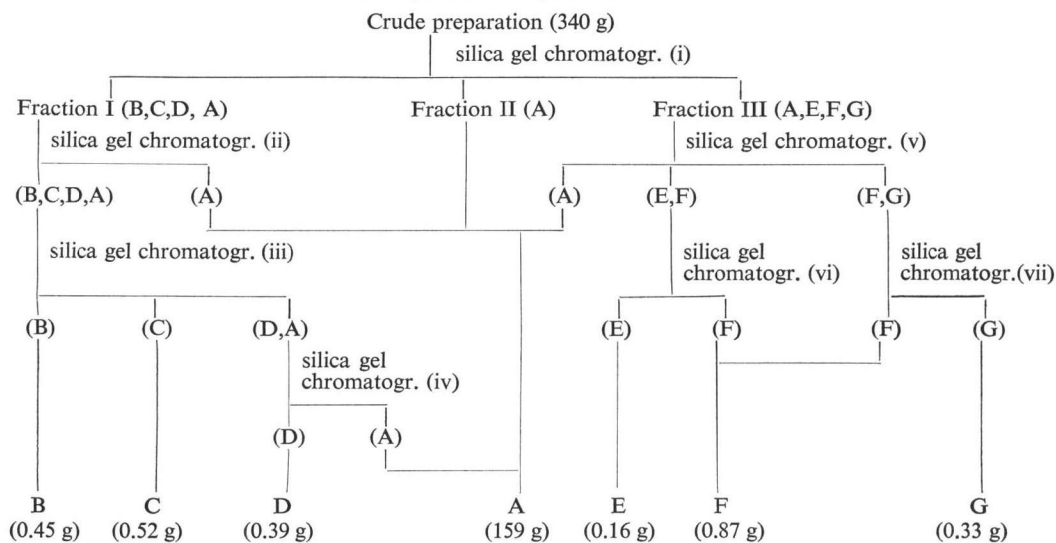 Crude preparation (340 g)
silica gel chromatogr. (i)
Fraction I (B,C,D, A) Fraction II (A) Fraction III (A,E,F,G)
silica gel chromatogr. (ii) silica gel chromatogr. (v)
(B,C,D,A) (A) (A) (E,F) (F,G)
silica gel chromatogr. (iii) silica gel silica gel
chromatogr. (vi) chromatogr.(vii)
(B) (C) (D,A) (E) (F) (F) (G)
silica gel
chromatogr. (iv)
(D) (A)
B C D A E F G
(0.45 g) (0.52 g) (0.39 g) (159 g) (0.16 g) (0.87 g) (0.33 g)